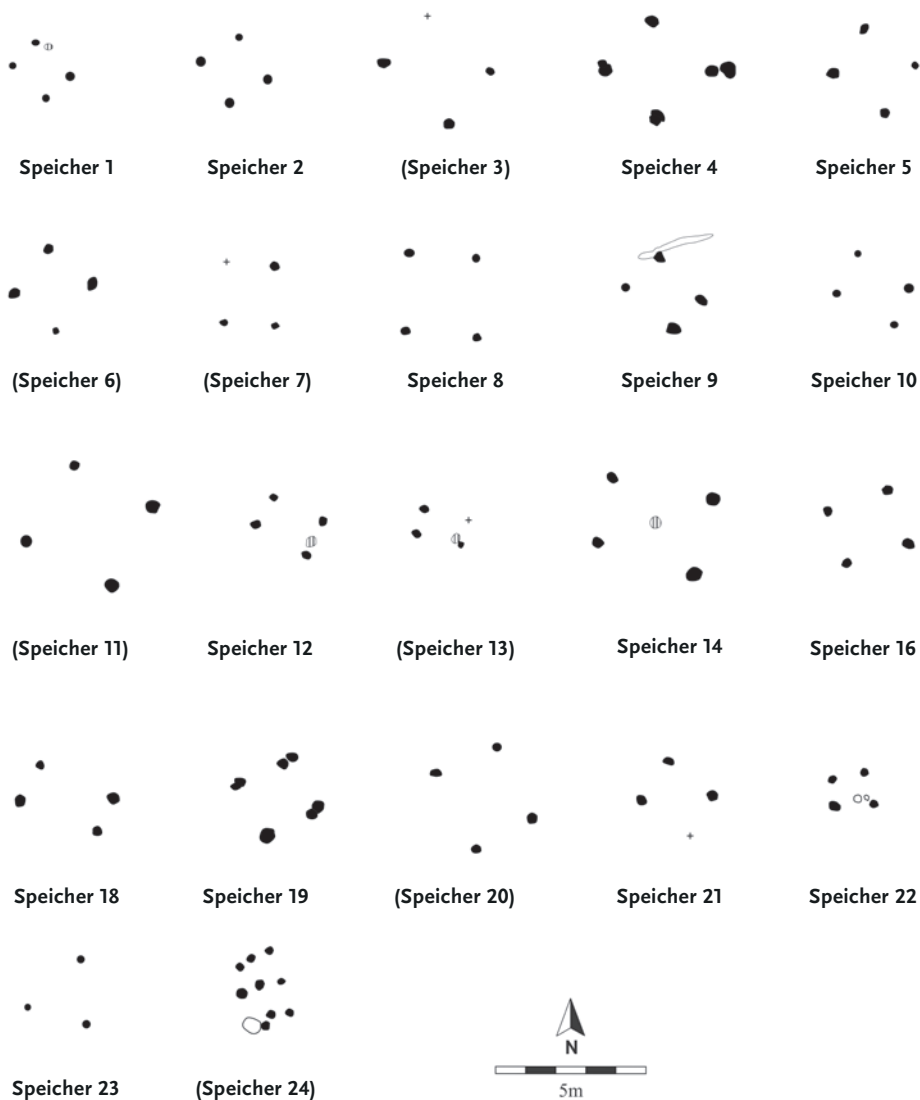 Speicher 1 Speicher 2 (Speicher 3) Speicher 4 Speicher 5
(Speicher 6) (Speicher 7) Speicher 8 Speicher 9 Speicher 10
(Speicher 11) Speicher 12 (Speicher 13) Speicher 14 Speicher 16
Speicher 18 Speicher 19 (Speicher 20) Speicher 21 Speicher 22
N
Speicher 23 (Speicher 24) 5m